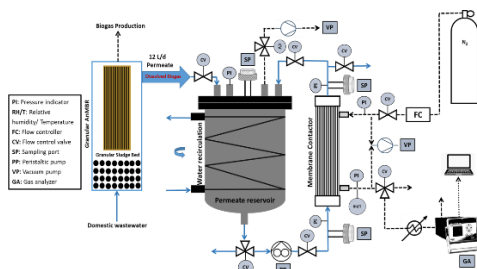 Biogas Production
12 L/d
Permeate
Dissolved Biogas
PI: Pressure indicator
RH/T: Relative
humidity/ Temperature
FC: Flow controller
CV: Flow control valve
SP: Sampling port
PP: Peristaltic pump
VP: Vacuum pump
GA: Gas analyzer
Granular AnMBR
Granular Sludge Bed
Domestic wastewater
CV
PI
SP
2
VP
CV
CV
Water recirculation
Permeate reservoir
CV
CV
E
SP
Membrane Contactor
E
SP
PI
CV
FC
N₂
VP
PI
CV
GA